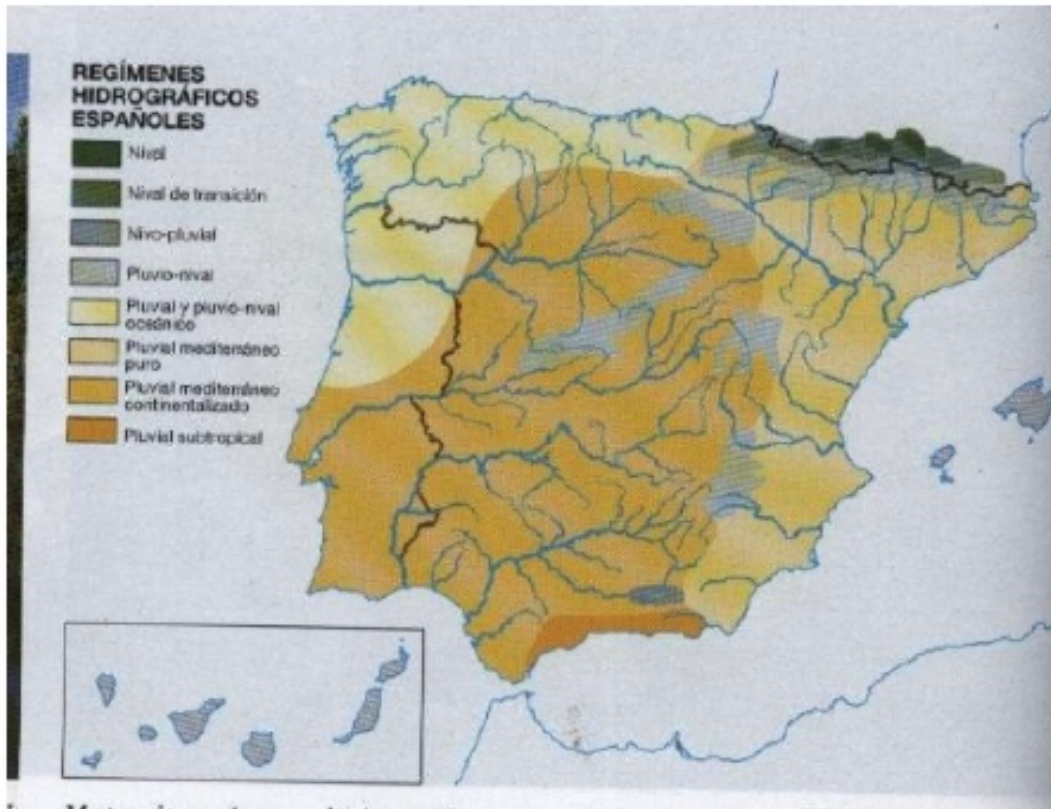 REGÍMENES
HIDROGRÁFICOS
ESPAÑOLES
Nival
Nival de transición
Nivo-pluvial
Pluvio-nival
Pluvial y pluvio-nival
oceánico
Pluvial mediterráneo
puro
Pluvial mediterráneo
continentalizado
Pluvial subtropical